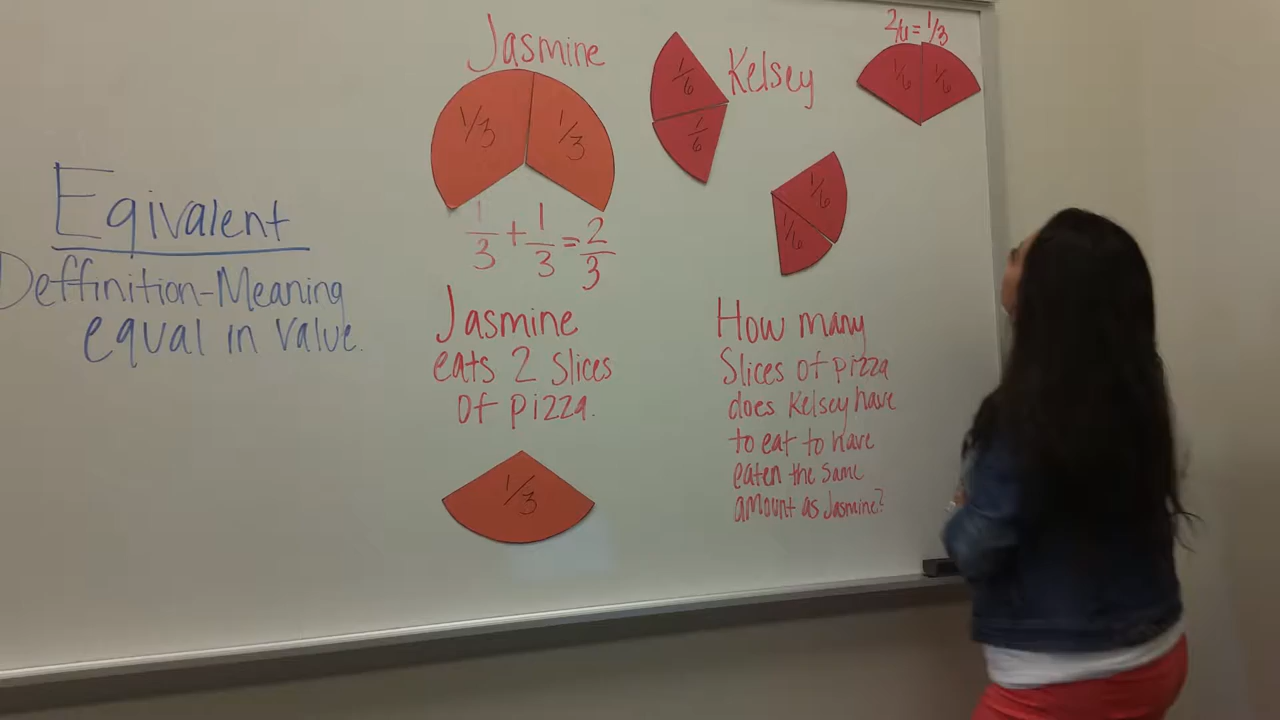 Eqivalent
Deffinition-Meaning
equal in value.
Jasmine
1/3
1/3
1/3 + 1/3 = 2/3
Jasmine
eats 2 Slices
of pizza.
1/3
Kelsey
1/6
1/6
1/6
1/6
How many
Slices of pizza
does Kelsey have
to eat to have
eaten the same
amount as Jasmine?
2/6 = 1/3
1/6
1/6